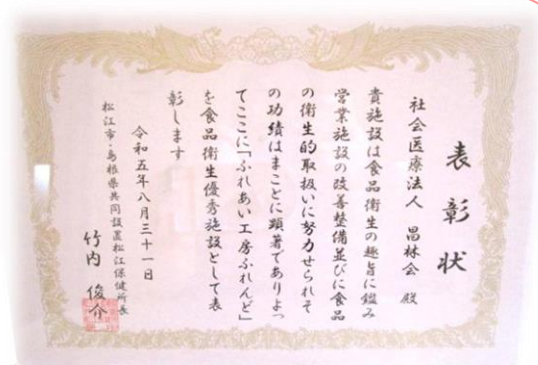 表彰状
社会医療法人 昌林会 殿
貴施設は食品衛生の趣旨に鑑み
営業施設の改善整備並びに食品
の衛生的取扱いに努力せられそ
の功績はまことに顕著でありよっ
てここに「ふれあい工房ふれんど」
を食品衛生優秀施設として表
彰します
令和五年八月三十一日
松江市・島根県共同設置松江保健所長
竹内 俊介